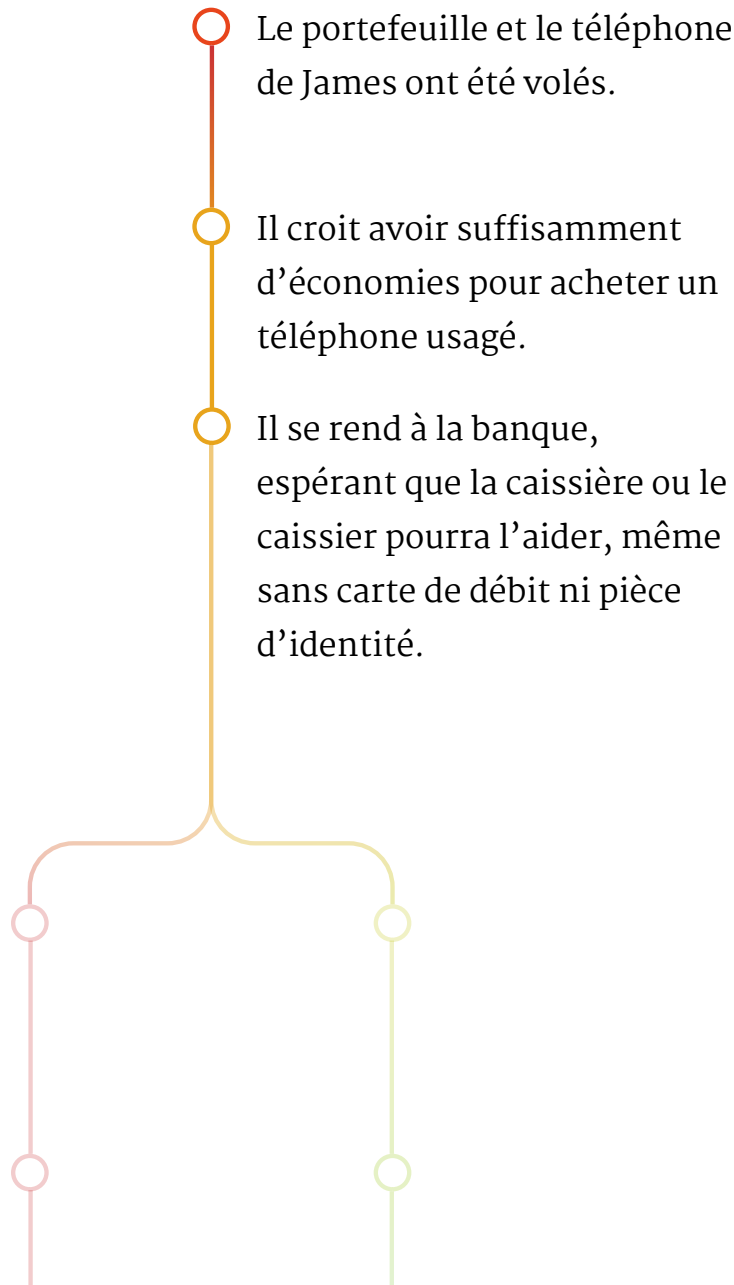 Le portefeuille et le téléphone
de James ont été volés.
Il croit avoir suffisamment
d’économies pour acheter un
téléphone usagé.
Il se rend à la banque,
espérant que la caissière ou le
caissier pourra l’aider, même
sans carte de débit ni pièce
d’identité.